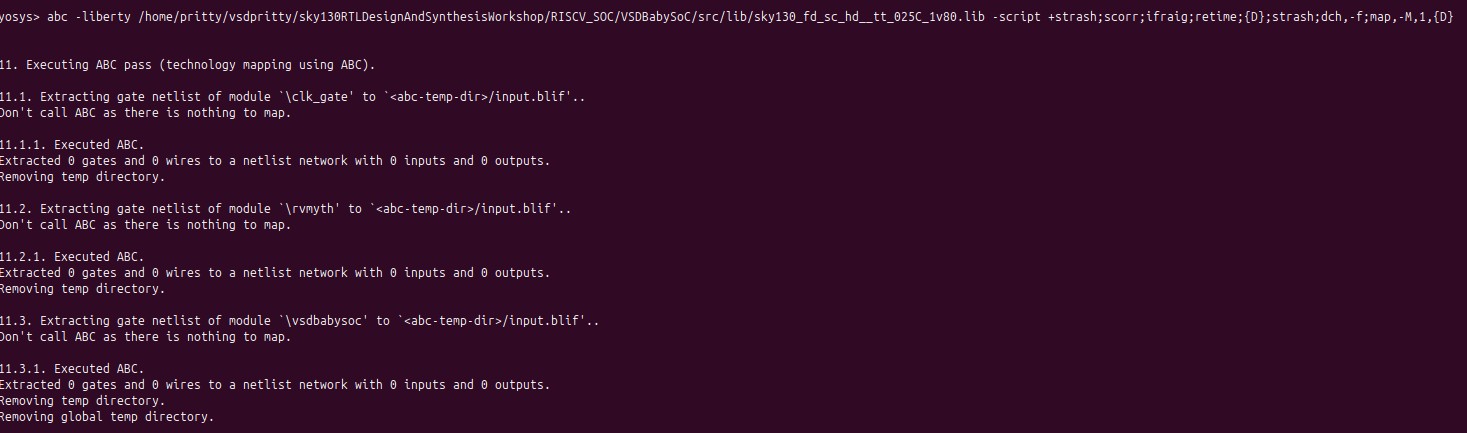 yosys> abc -liberty /home/pritty/vsdpritty/sky130RTLDesignAndSynthesisWorkshop/RISCV_SOC/VSDBabySoC/src/lib/sky130_fd_sc_hd__tt_025C_1v80.lib -script +strash;scorr;ifraig;retime;{D};strash;dch,-f;map,-M,1,{D}
11. Executing ABC pass (technology mapping using ABC).
11.1. Extracting gate netlist of module `\clk_gate' to `<abc-temp-dir>/input.blif'..
Don't call ABC as there is nothing to map.
11.1.1. Executed ABC.
Extracted 0 gates and 0 wires to a netlist network with 0 inputs and 0 outputs.
Removing temp directory.
11.2. Extracting gate netlist of module `\rvmyth' to `<abc-temp-dir>/input.blif'..
Don't call ABC as there is nothing to map.
11.2.1. Executed ABC.
Extracted 0 gates and 0 wires to a netlist network with 0 inputs and 0 outputs.
Removing temp directory.
11.3. Extracting gate netlist of module `\vsdbabysoc' to `<abc-temp-dir>/input.blif'..
Don't call ABC as there is nothing to map.
11.3.1. Executed ABC.
Extracted 0 gates and 0 wires to a netlist network with 0 inputs and 0 outputs.
Removing temp directory.
Removing global temp directory.